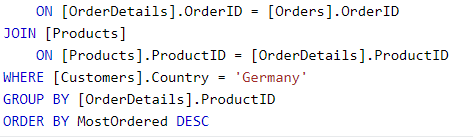 ON [OrderDetails].OrderID = [Orders].OrderID
JOIN [Products]
ON [Products].ProductID = [OrderDetails].ProductID
WHERE [Customers].Country = 'Germany'
GROUP BY [OrderDetails].ProductID
ORDER BY MostOrdered DESC